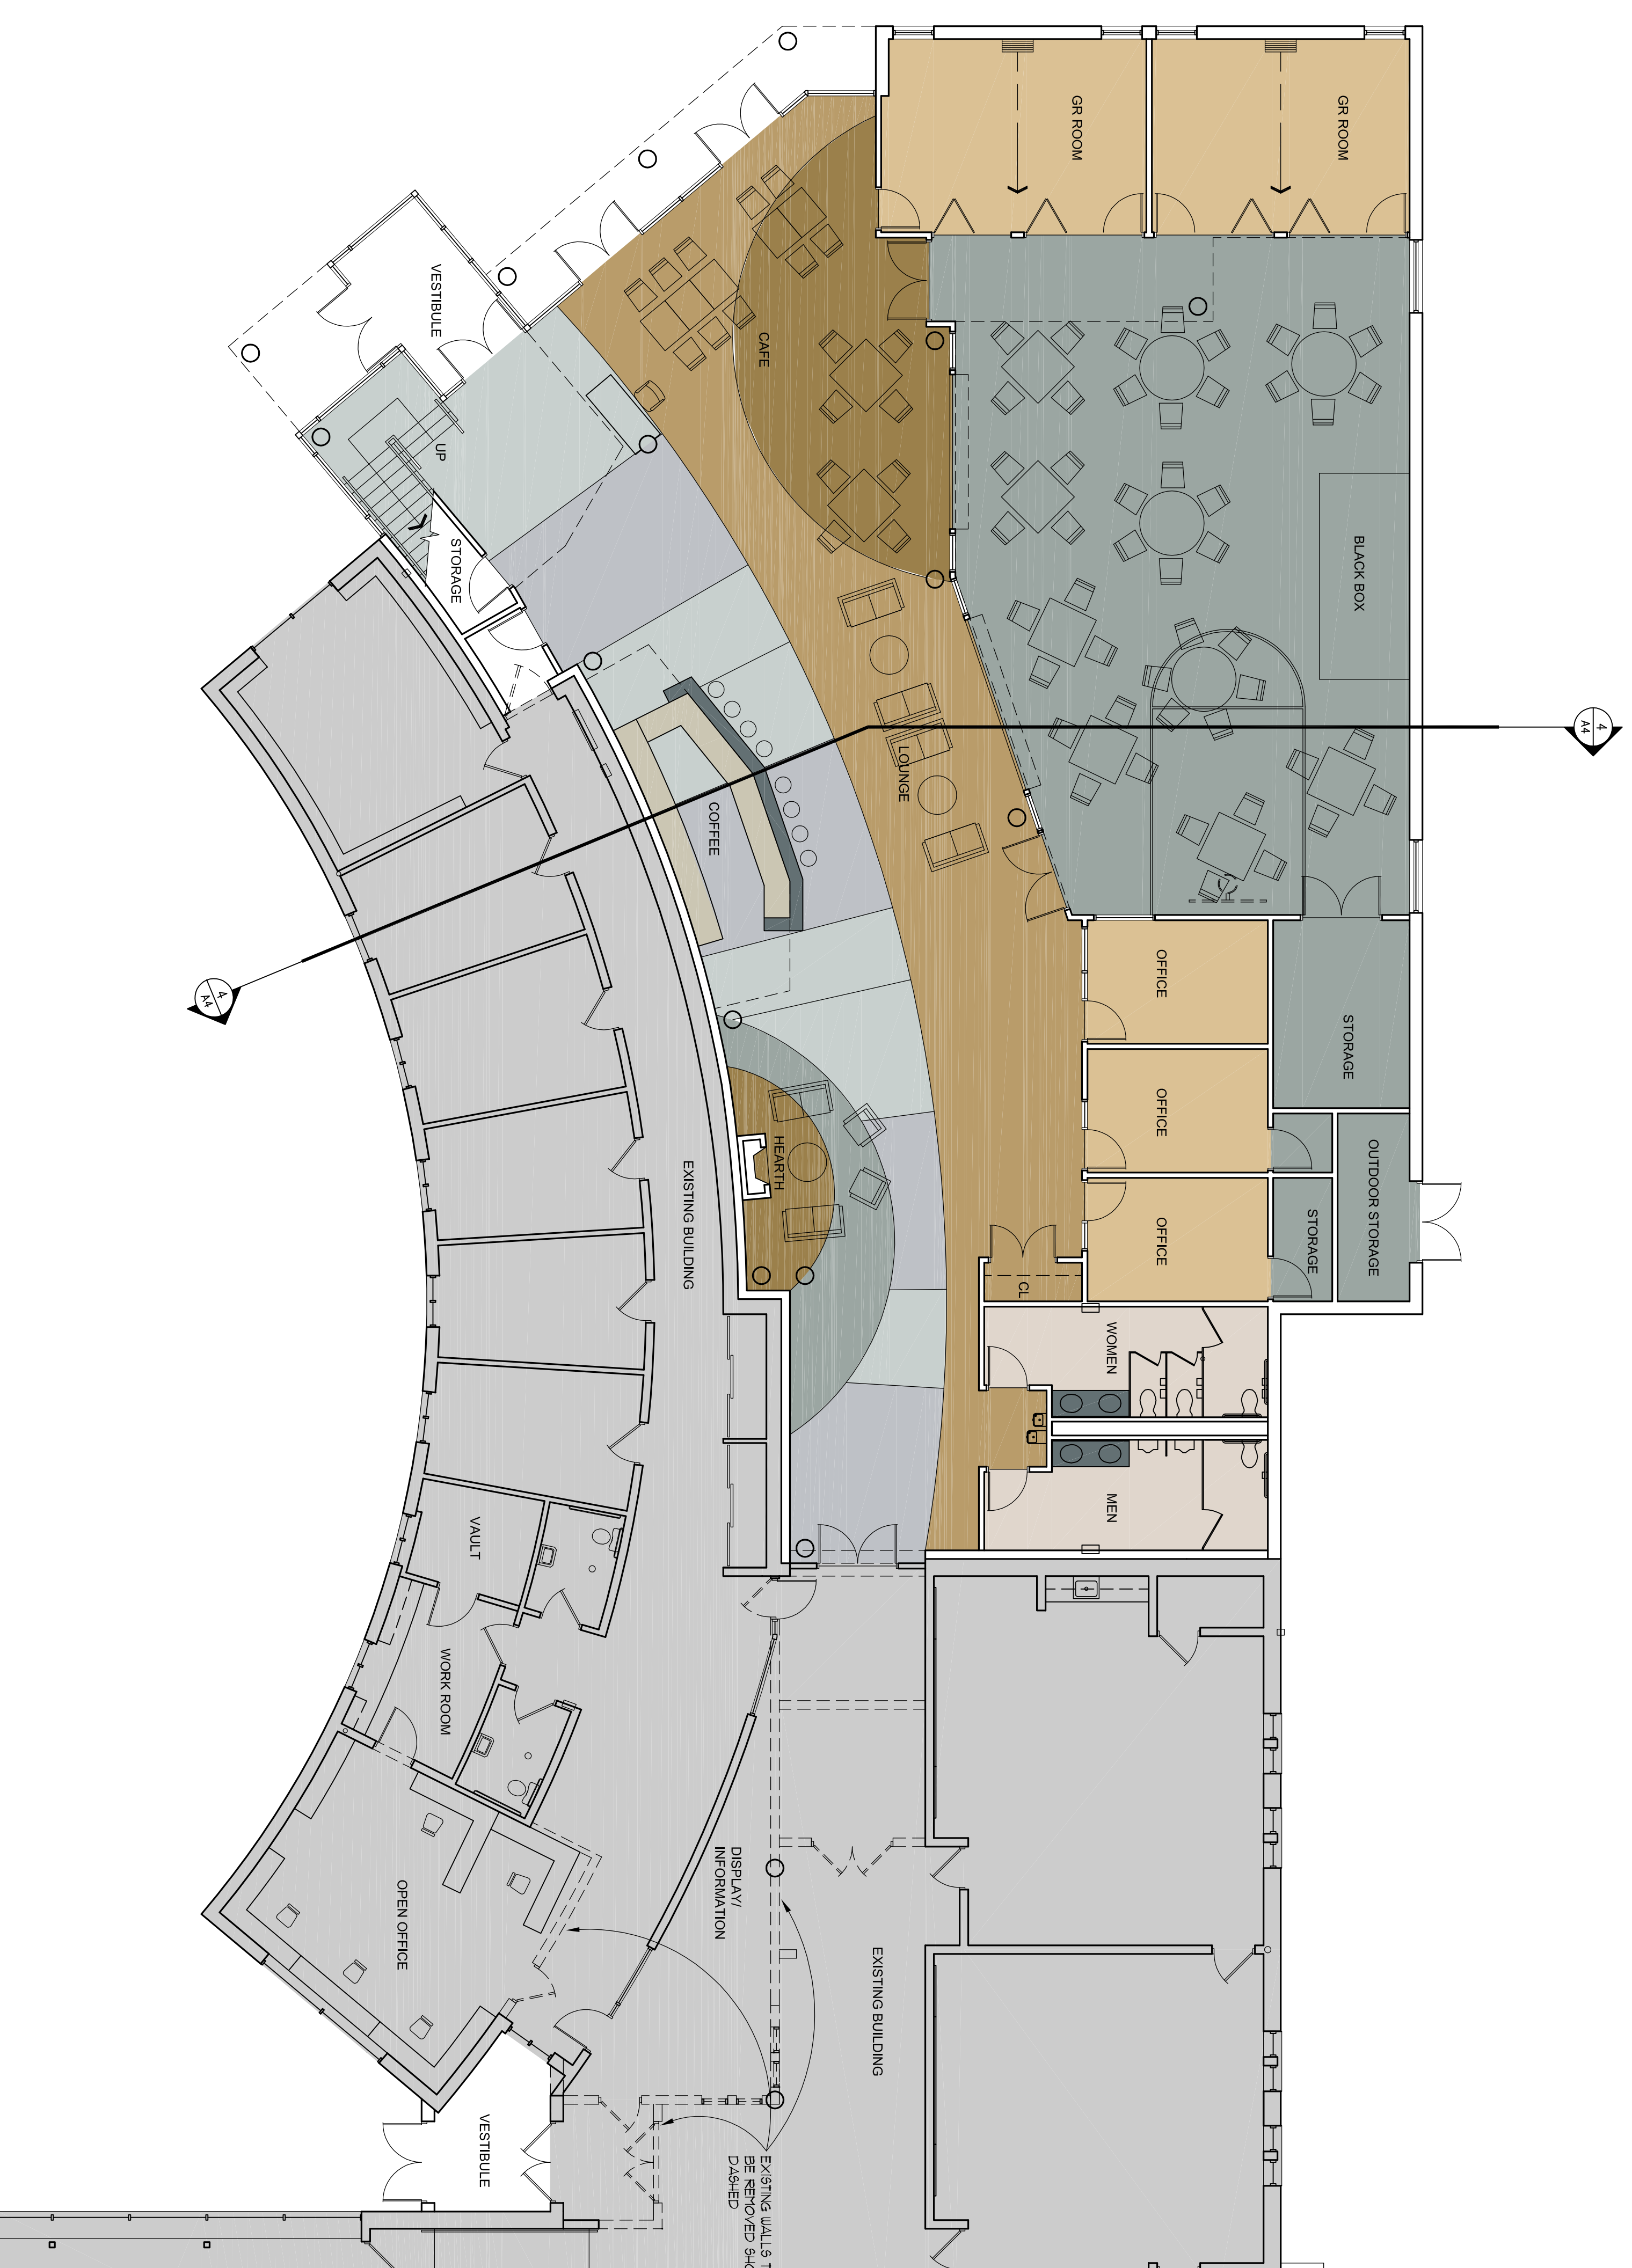 GR ROOM
GR ROOM
VESTIBULE
CAFE
UP
STORAGE
BLACK BOX
4
A4
LOUNGE
COFFEE
4
A4
OFFICE
STORAGE
OFFICE
OUTDOOR STORAGE
HEARTH
EXISTING BUILDING
OFFICE
STORAGE
CL
WOMEN
MEN
VAULT
WORK ROOM
DISPLAY/
INFORMATION
OPEN OFFICE
EXISTING BUILDING
VESTIBULE
EXISTING WALLS
BE REMOVED
DASHED